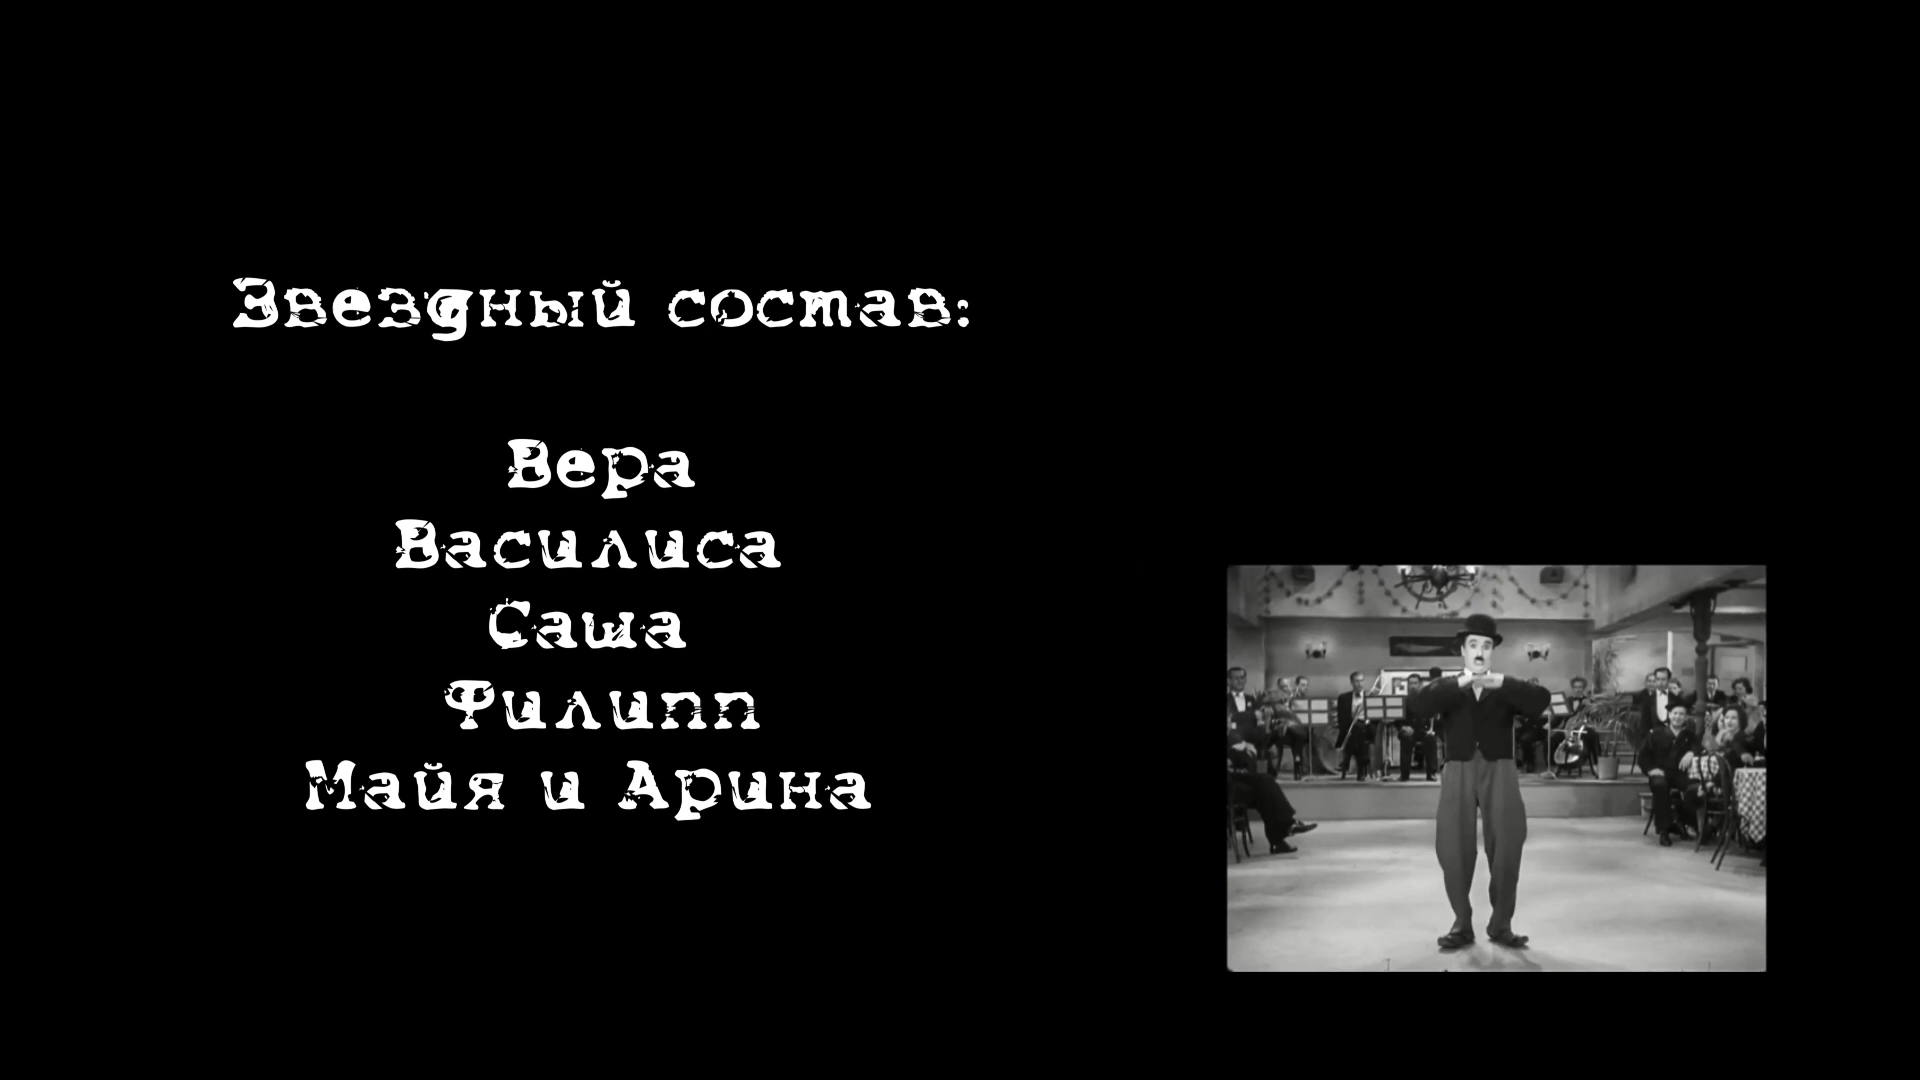 Звездный состав:
Вера
Василиса
Саша
Филипп
Майя и Арина